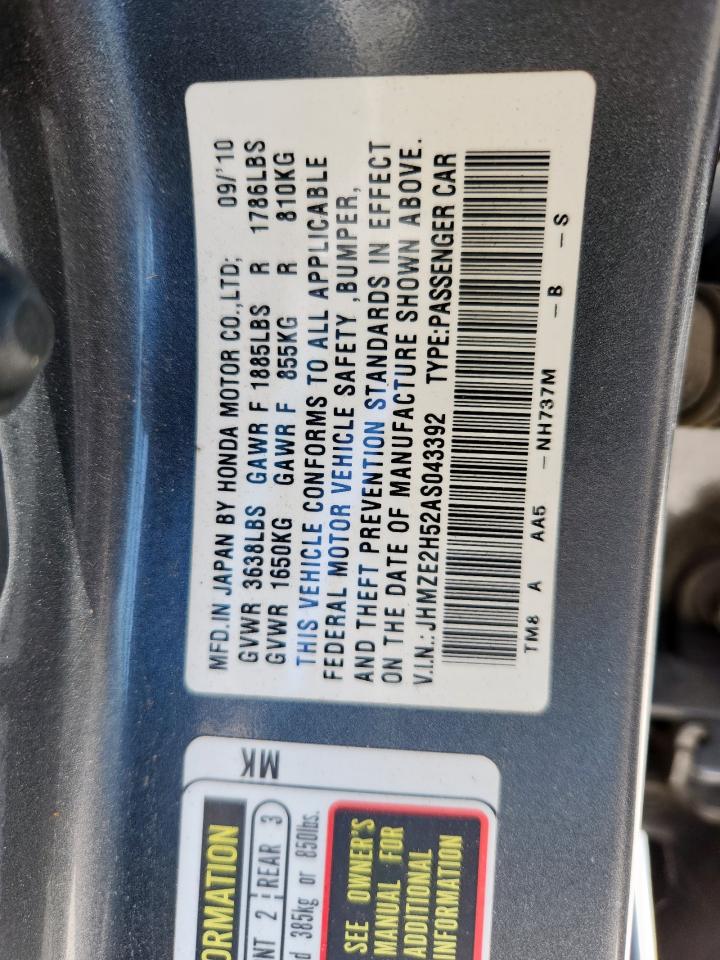 MFD.IN JAPAN BY HONDA MOTOR CO.,LTD; 09/'10
GVWR 3638LBS GAWR F 1885LBS R 1786LBS
GVWR 1650KG GAWR F 855KG R 810KG
THIS VEHICLE CONFORMS TO ALL APPLICABLE
FEDERAL MOTOR VEHICLE SAFETY ,BUMPER,
AND THEFT PREVENTION STANDARDS IN EFFECT
ON THE DATE OF MANUFACTURE SHOWN ABOVE.
V.I.N.: JHMZE2H52AS043392 TYPE:PASSENGER CAR
TM8 A AA5 – NH737M – B – S
MK
ORMATION
NT 2 REAR 3
d 385kg or 850lbs.
SEE OWNER'S
MANUAL FOR
ADDITIONAL
INFORMATION